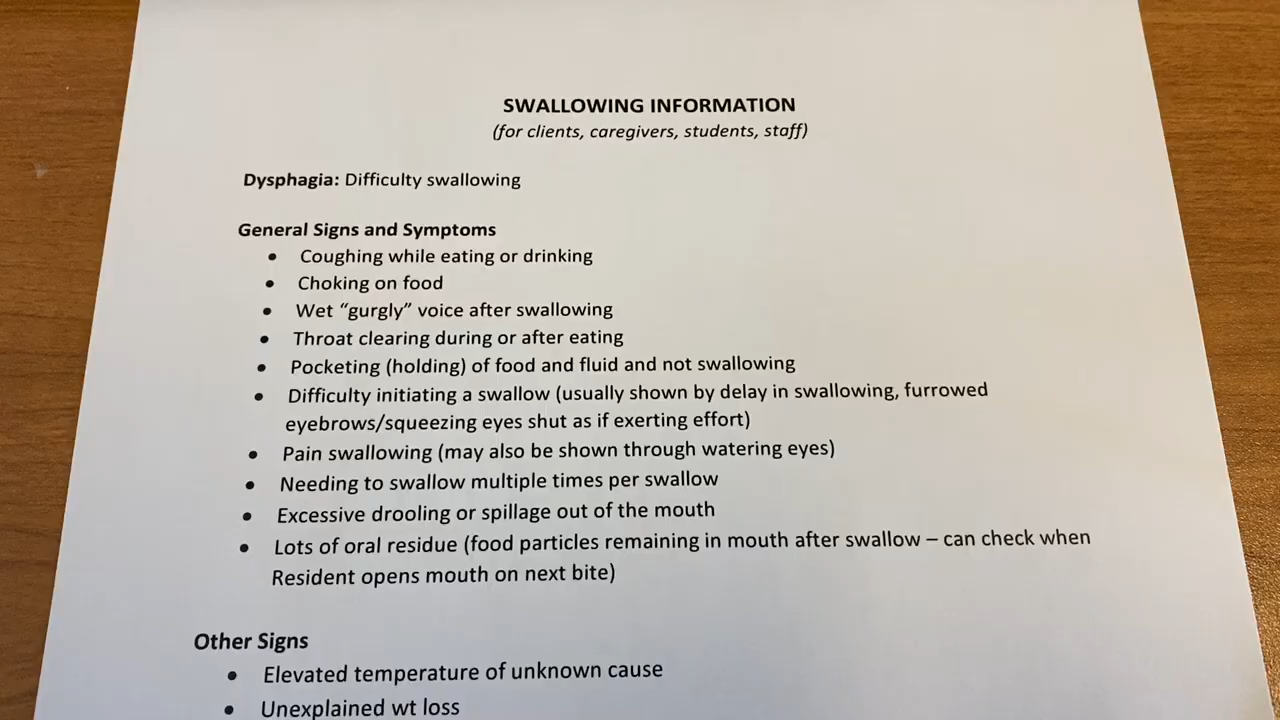 SWALLOWING INFORMATION
(for clients, caregivers, students, staff)
Dysphagia: Difficulty swallowing
General Signs and Symptoms
• Coughing while eating or drinking
• Choking on food
• Wet “gurgly” voice after swallowing
• Throat clearing during or after eating
• Pocketing (holding) of food and fluid and not swallowing
• Difficulty initiating a swallow (usually shown by delay in swallowing, furrowed
eyebrows/squeezing eyes shut as if exerting effort)
• Pain swallowing (may also be shown through watering eyes)
• Needing to swallow multiple times per swallow
• Excessive drooling or spillage out of the mouth
• Lots of oral residue (food particles remaining in mouth after swallow – can check when
Resident opens mouth on next bite)
Other Signs
• Elevated temperature of unknown cause
• Unexplained wt loss